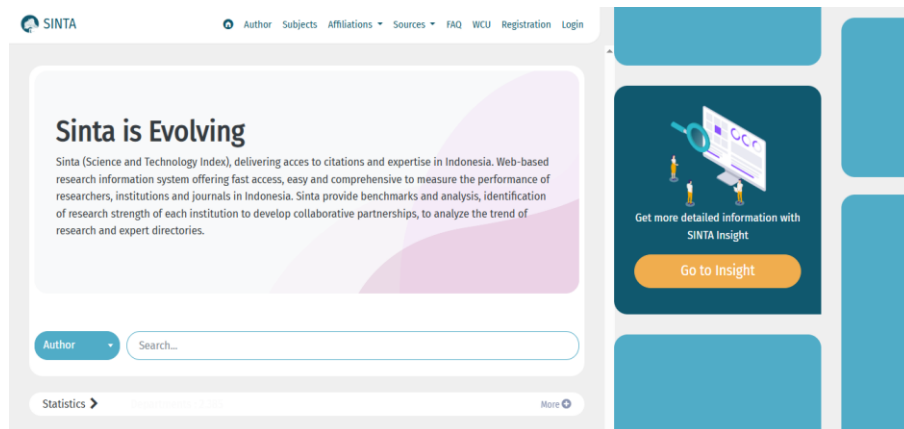 SINTA
Author Subjects Affiliations Sources FAQ WCU Registration Login
Sinta is Evolving
Sinta (Science and Technology Index), delivering acces to citations and expertise in Indonesia. Web-based
research information system offering fast access, easy and comprehensive to measure the performance of
researchers, institutions and journals in Indonesia. Sinta provide benchmarks and analysis, identification
of research strength of each institution to develop collaborative partnerships, to analyze the trend of
research and expert directories.
Author
Search...
Statistics
More
Get more detailed information with
SINTA Insight
Go to Insight